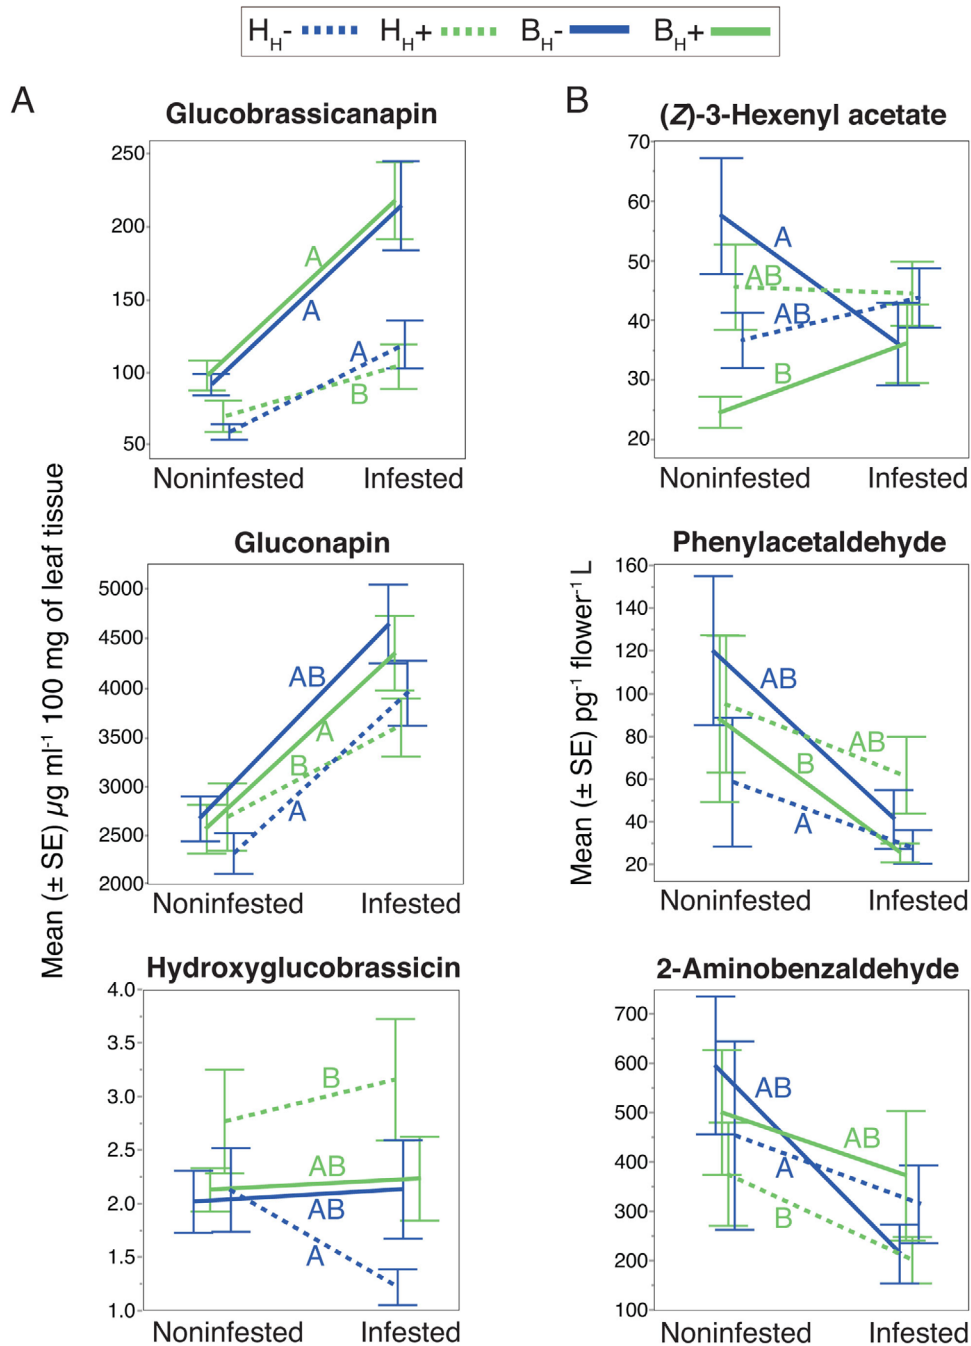 H_H- H_H+ B_H- B_H+
A
Glucobrassicanapin
250
200
150
100
50
A
A
A
B
Noninfested Infested
Gluconapin
5000
4500
4000
3500
3000
2500
2000
AB
A
B
A
Noninfested Infested
Hydroxyglucobrassicin
4.0
3.5
3.0
2.5
2.0
1.5
1.0
B
AB
AB
A
Noninfested Infested
Mean (± SE) µg ml⁻¹ 100 mg of leaf tissue
B
(Z)-3-Hexenyl acetate
70
60
50
40
30
20
A
AB
AB
B
Noninfested Infested
Phenylacetaldehyde
160
140
120
100
80
60
40
20
AB
AB
B
A
Noninfested Infested
2-Aminobenzaldehyde
700
600
500
400
300
200
100
AB
AB
A
B
Noninfested Infested
Mean (± SE) pg⁻¹ flower⁻¹ L